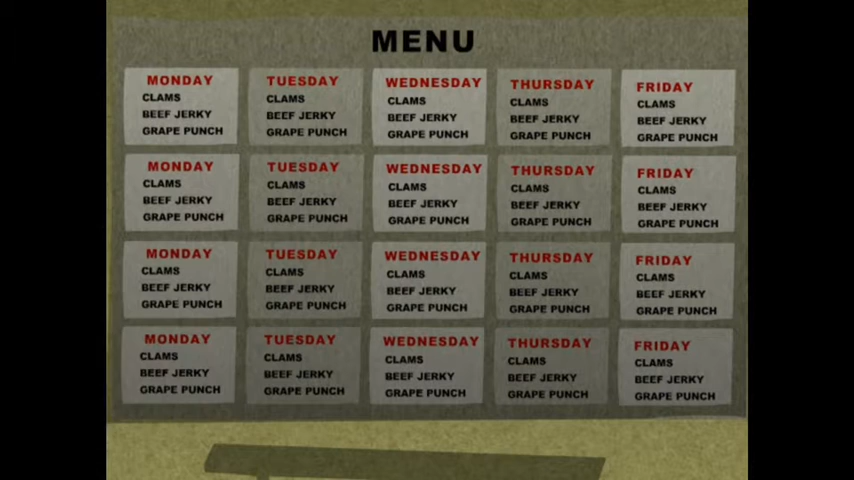 MENU
MONDAY TUESDAY WEDNESDAY THURSDAY FRIDAY
CLAMS CLAMS CLAMS CLAMS CLAMS
BEEF JERKY BEEF JERKY BEEF JERKY BEEF JERKY BEEF JERKY
GRAPE PUNCH GRAPE PUNCH GRAPE PUNCH GRAPE PUNCH GRAPE PUNCH
MONDAY TUESDAY WEDNESDAY THURSDAY FRIDAY
CLAMS CLAMS CLAMS CLAMS CLAMS
BEEF JERKY BEEF JERKY BEEF JERKY BEEF JERKY BEEF JERKY
GRAPE PUNCH GRAPE PUNCH GRAPE PUNCH GRAPE PUNCH GRAPE PUNCH
MONDAY TUESDAY WEDNESDAY THURSDAY FRIDAY
CLAMS CLAMS CLAMS CLAMS CLAMS
BEEF JERKY BEEF JERKY BEEF JERKY BEEF JERKY BEEF JERKY
GRAPE PUNCH GRAPE PUNCH GRAPE PUNCH GRAPE PUNCH GRAPE PUNCH
MONDAY TUESDAY WEDNESDAY THURSDAY FRIDAY
CLAMS CLAMS CLAMS CLAMS CLAMS
BEEF JERKY BEEF JERKY BEEF JERKY BEEF JERKY BEEF JERKY
GRAPE PUNCH GRAPE PUNCH GRAPE PUNCH GRAPE PUNCH GRAPE PUNCH